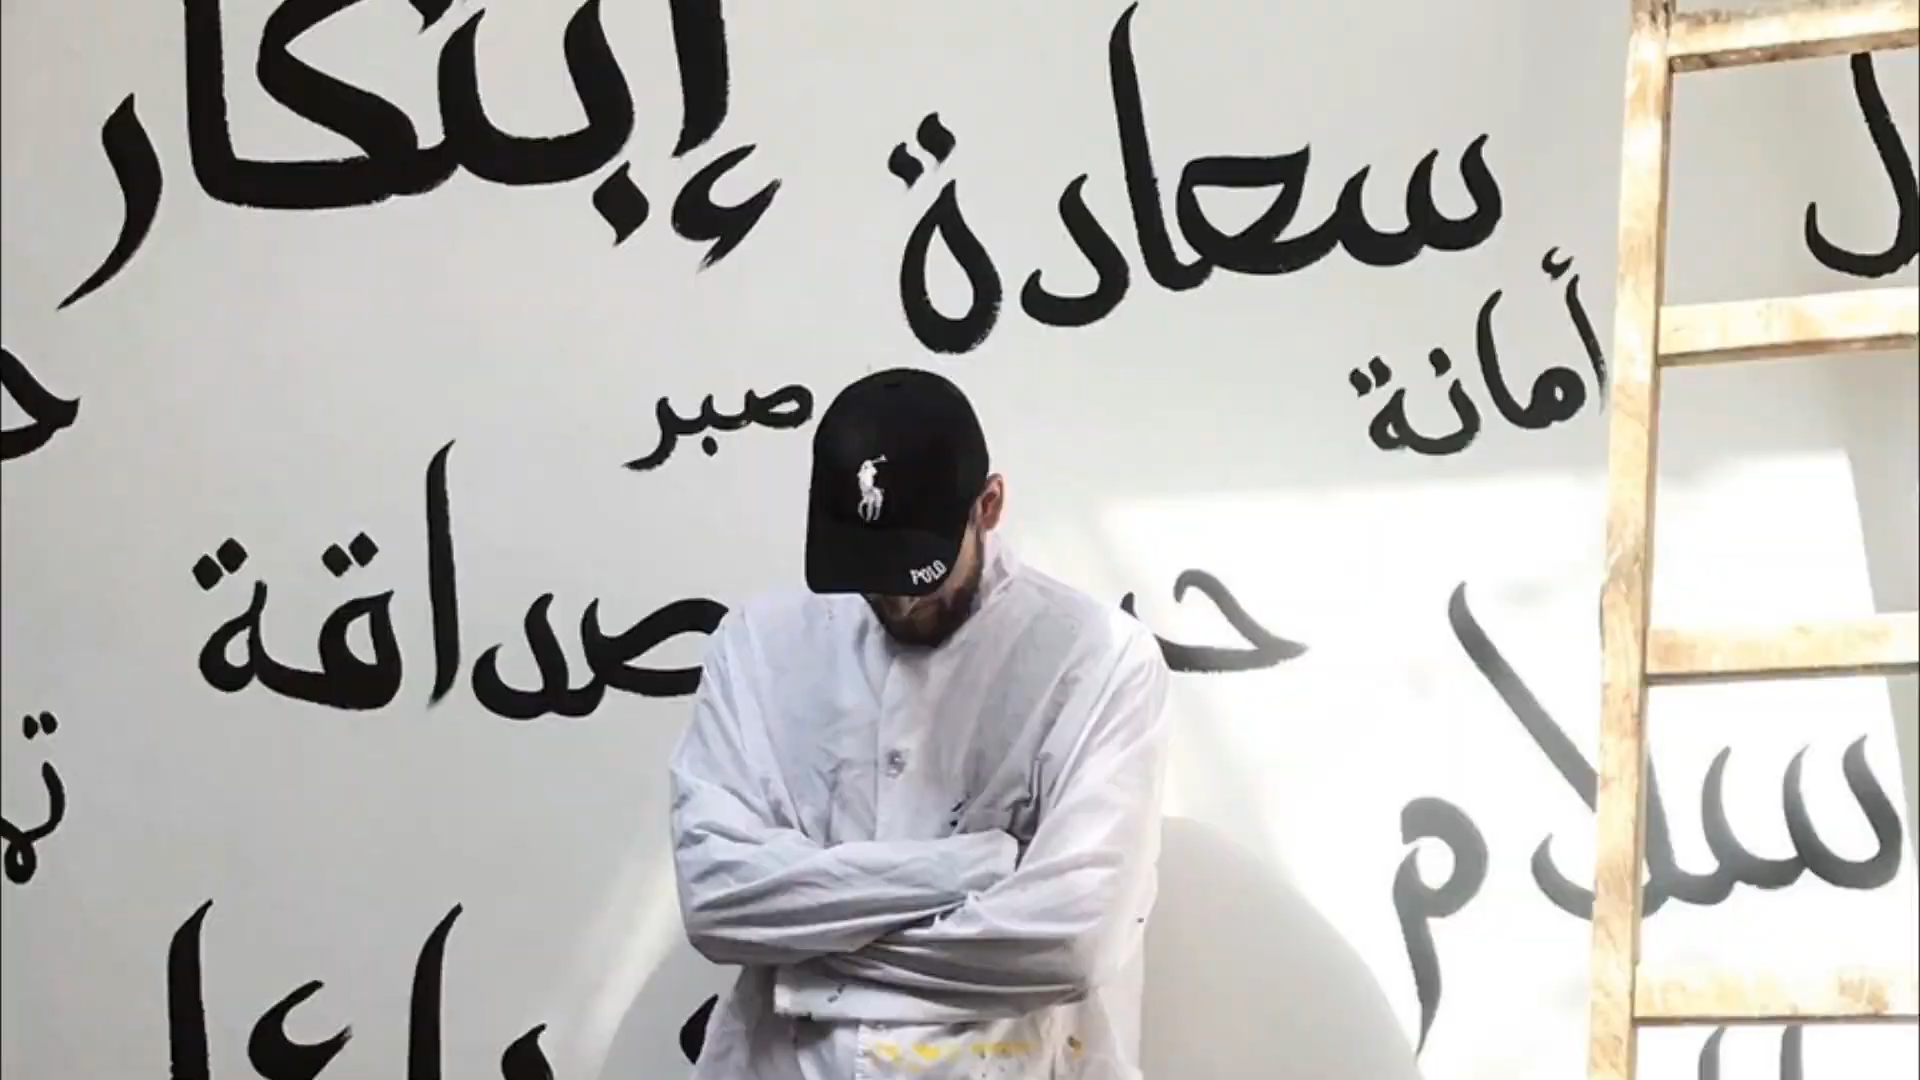 إبتكار
سعادة
أمانة
صبر
صداقة
سلام
POLO